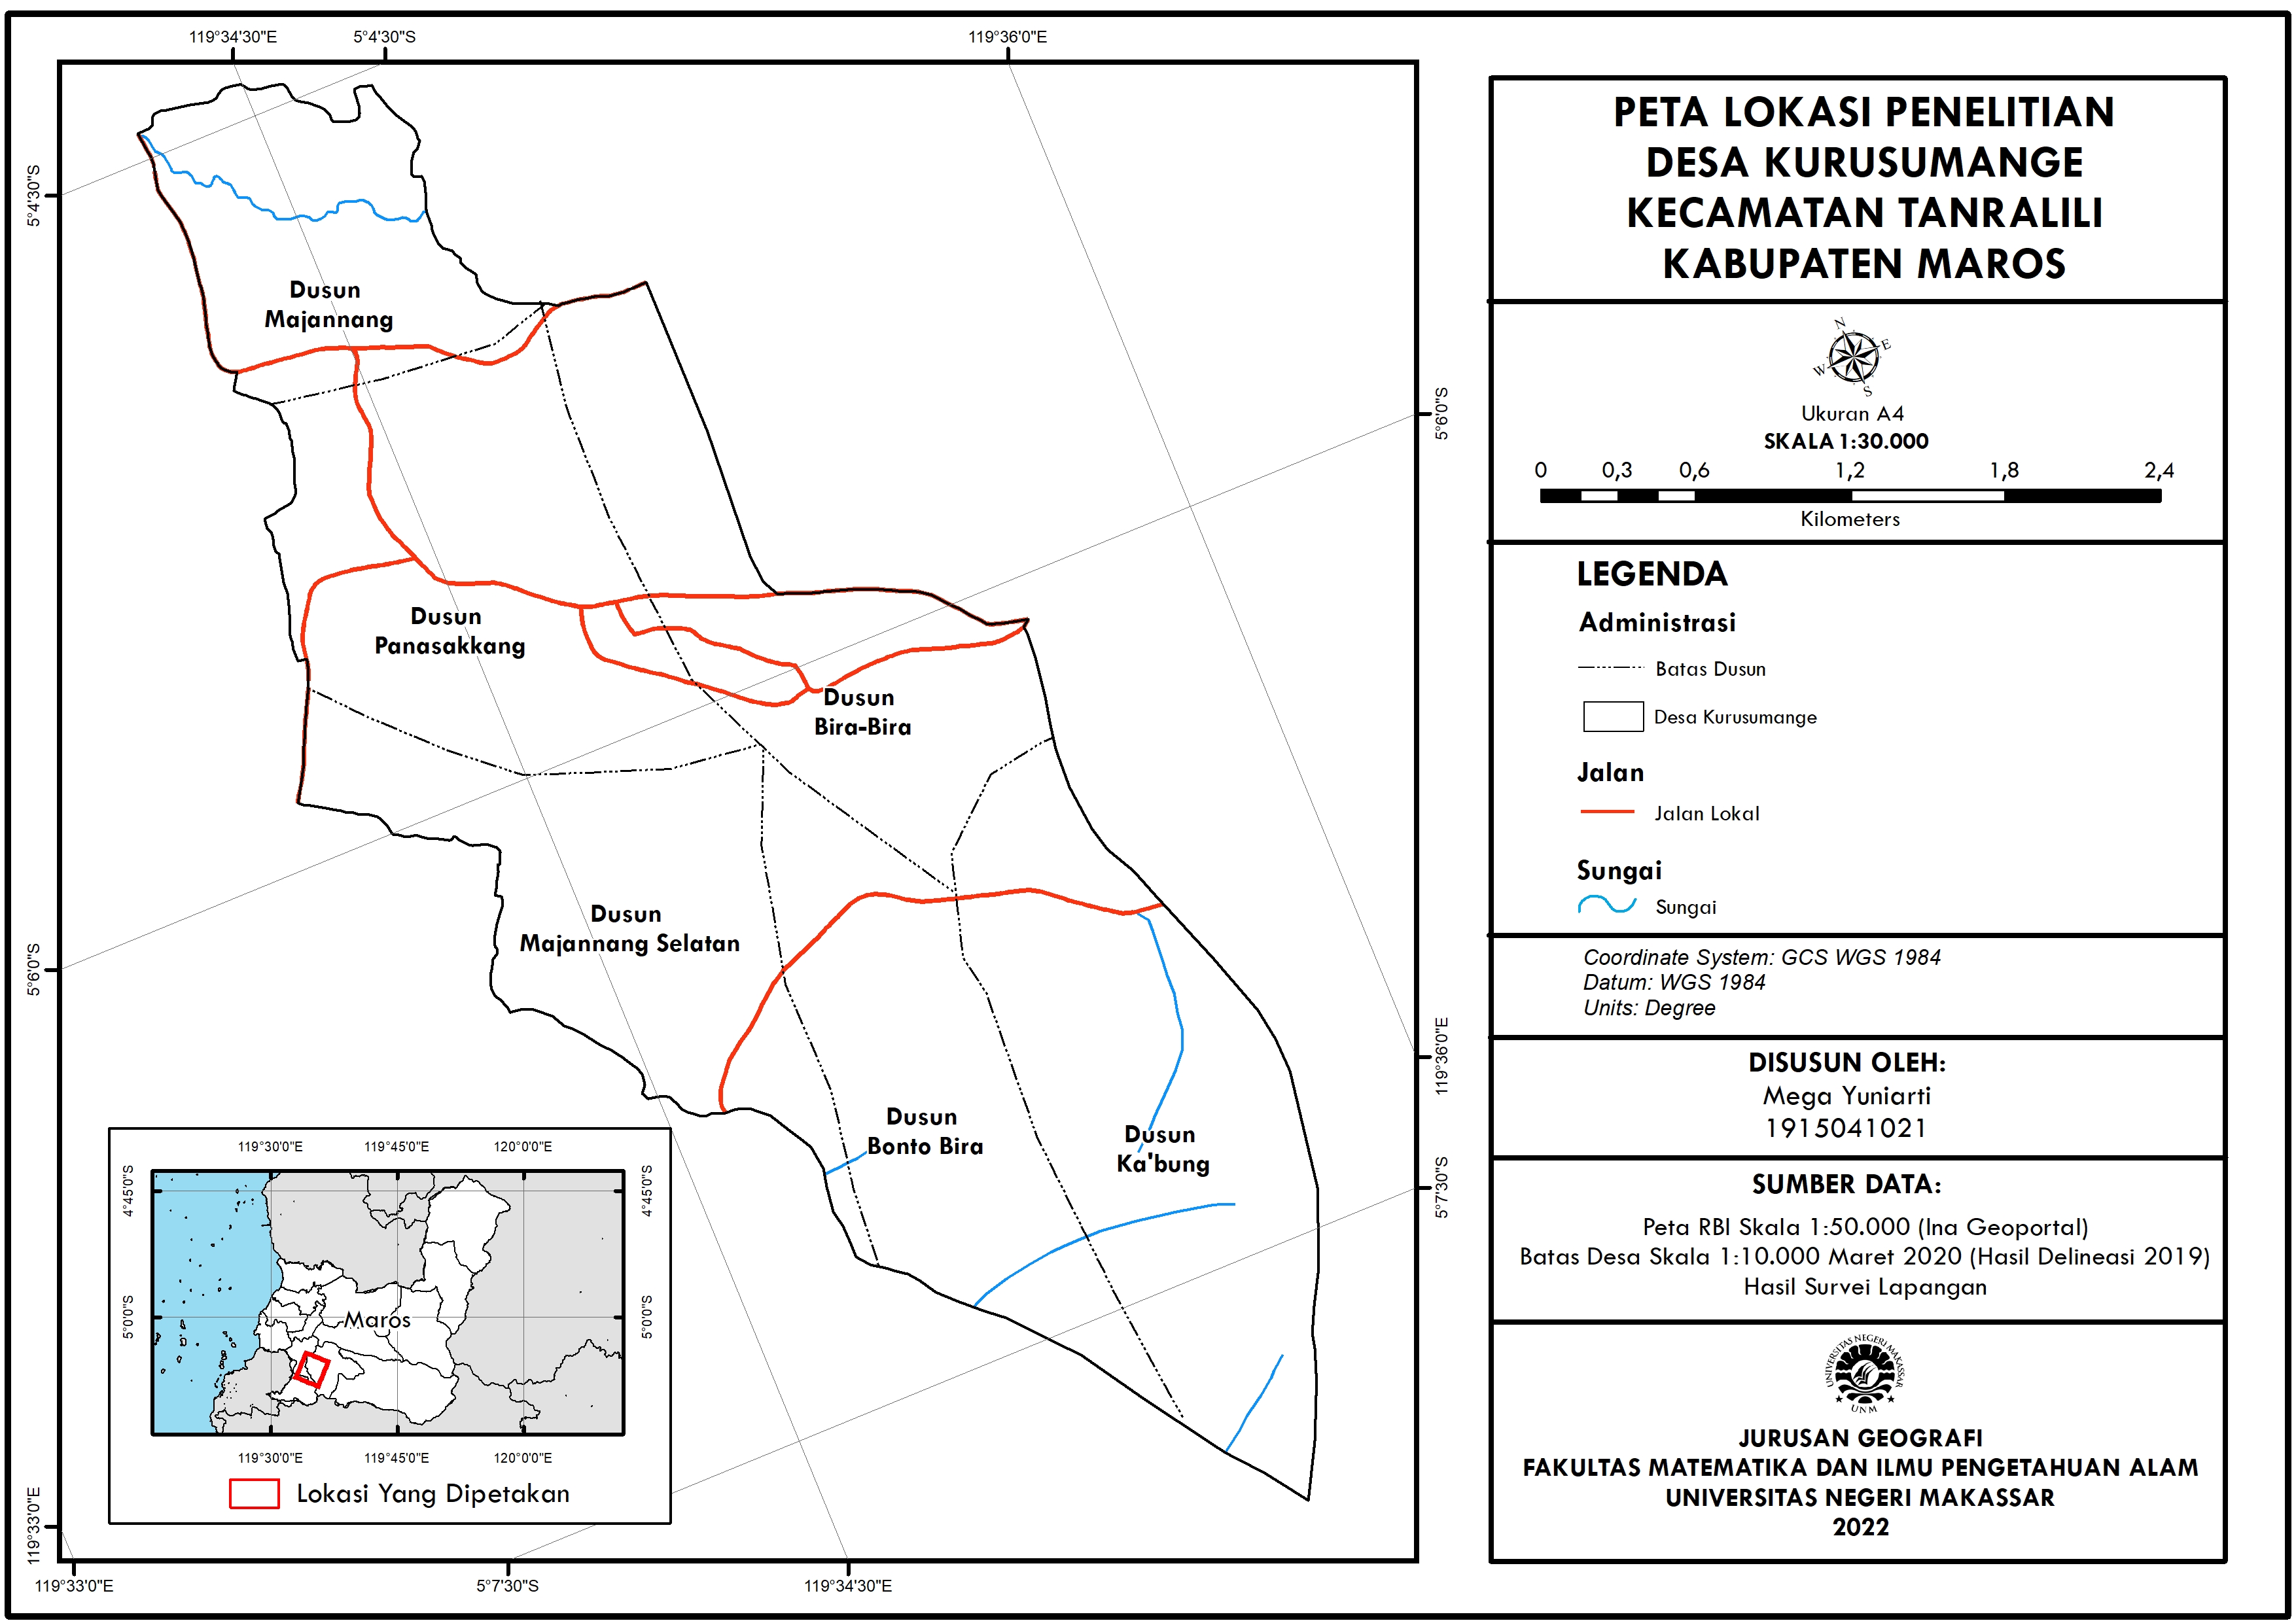 119°34'30"E
5°4'30"S
119°36'0"E
5°4'30"S
5°6'0"S
119°33'0"E
5°6'0"S
119°36'0"E
5°7'30"S
119°33'0"E
5°7'30"S
119°34'30"E
Dusun
Majannang
Dusun
Panasakkang
Dusun
Bira-Bira
Dusun
Majannang Selatan
Dusun
Bonto Bira
Dusun
Ka'bung
119°30'0"E
119°45'0"E
120°0'0"E
4°45'0"S
5°0'0"S
4°45'0"S
5°0'0"S
Maros
119°30'0"E
119°45'0"E
120°0'0"E
Lokasi Yang Dipetakan
PETA LOKASI PENELITIAN
DESA KURUSUMANGE
KECAMATAN TANRALILI
KABUPATEN MAROS
N
E
W
S
Ukuran A4
SKALA 1:30.000
0 0,3 0,6 1,2 1,8 2,4
Kilometers
LEGENDA
Administrasi
Batas Dusun
Desa Kurusumange
Jalan
Jalan Lokal
Sungai
Sungai
Coordinate System: GCS WGS 1984
Datum: WGS 1984
Units: Degree
DISUSUN OLEH:
Mega Yuniarti
1915041021
SUMBER DATA:
Peta RBI Skala 1:50.000 (Ina Geoportal)
Batas Desa Skala 1:10.000 Maret 2020 (Hasil Delineasi 2019)
Hasil Survei Lapangan
UNIVERSITAS NEGERI MAKASSAR
UNM
JURUSAN GEOGRAFI
FAKULTAS MATEMATIKA DAN ILMU PENGETAHUAN ALAM
UNIVERSITAS NEGERI MAKASSAR
2022